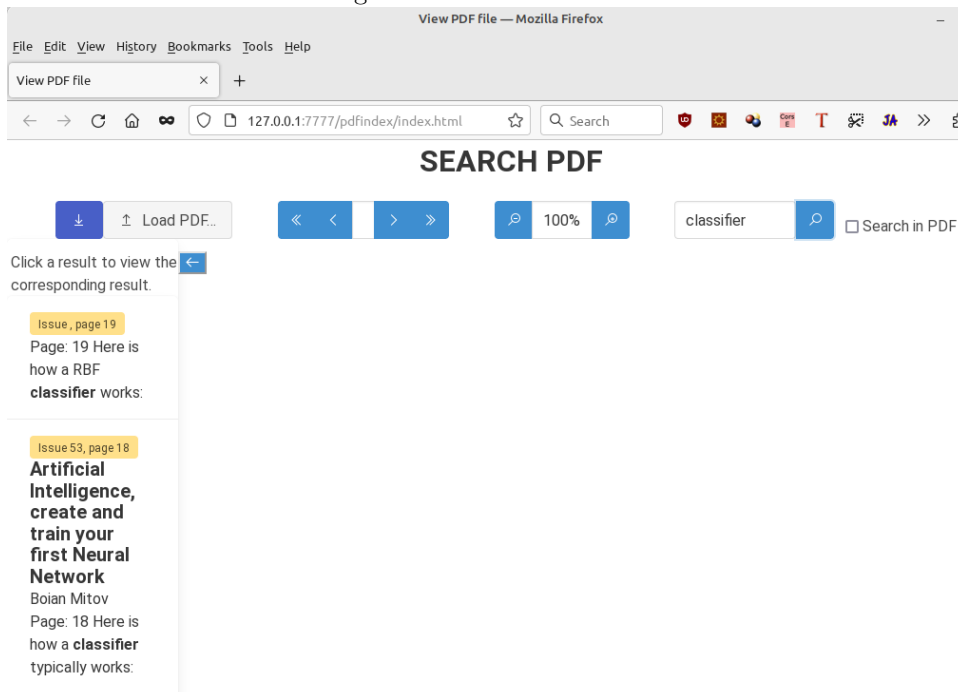 View PDF file — Mozilla Firefox
File Edit View History Bookmarks Tools Help
View PDF file
127.0.0.1:7777/pdfindex/index.html
Search
SEARCH PDF
Load PDF...
100%
classifier
Search in PDF
Click a result to view the
corresponding result.
Issue , page 19
Page: 19 Here is
how a RBF
classifier works:
Issue 53, page 18
Artificial
Intelligence,
create and
train your
first Neural
Network
Boian Mitov
Page: 18 Here is
how a classifier
typically works: